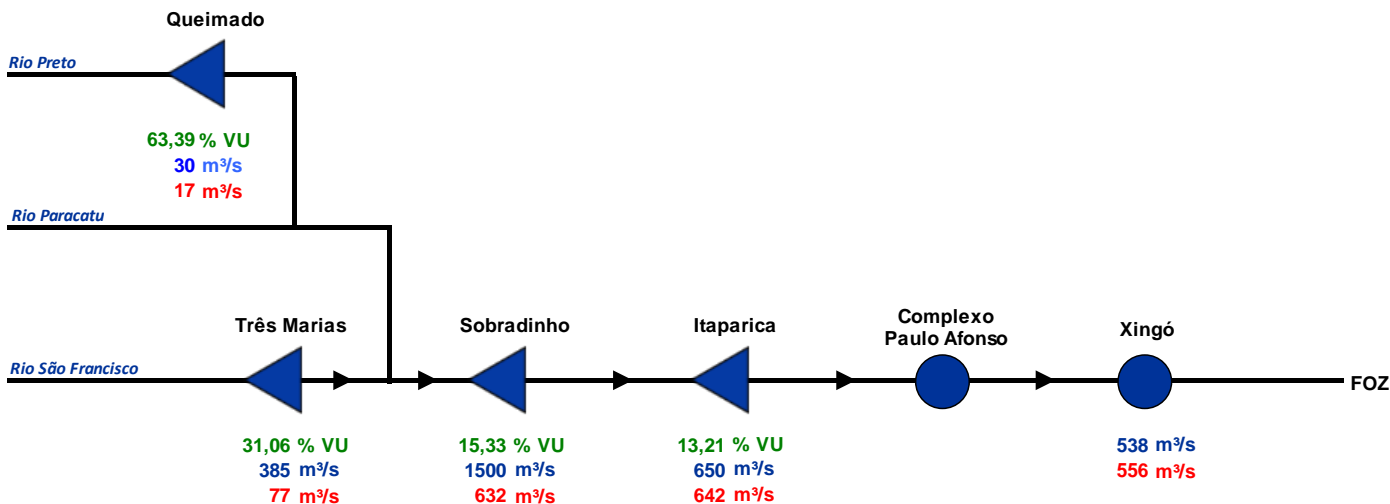 Queimado
Rio Preto
63,39 % VU
30 m³/s
17 m³/s
Rio Paracatu
Três Marias
Sobradinho
Itaparica
Complexo
Paulo Afonso
Xingó
Rio São Francisco
FOZ
31,06 % VU
385 m³/s
77 m³/s
15,33 % VU
1500 m³/s
632 m³/s
13,21 % VU
650 m³/s
642 m³/s
538 m³/s
556 m³/s